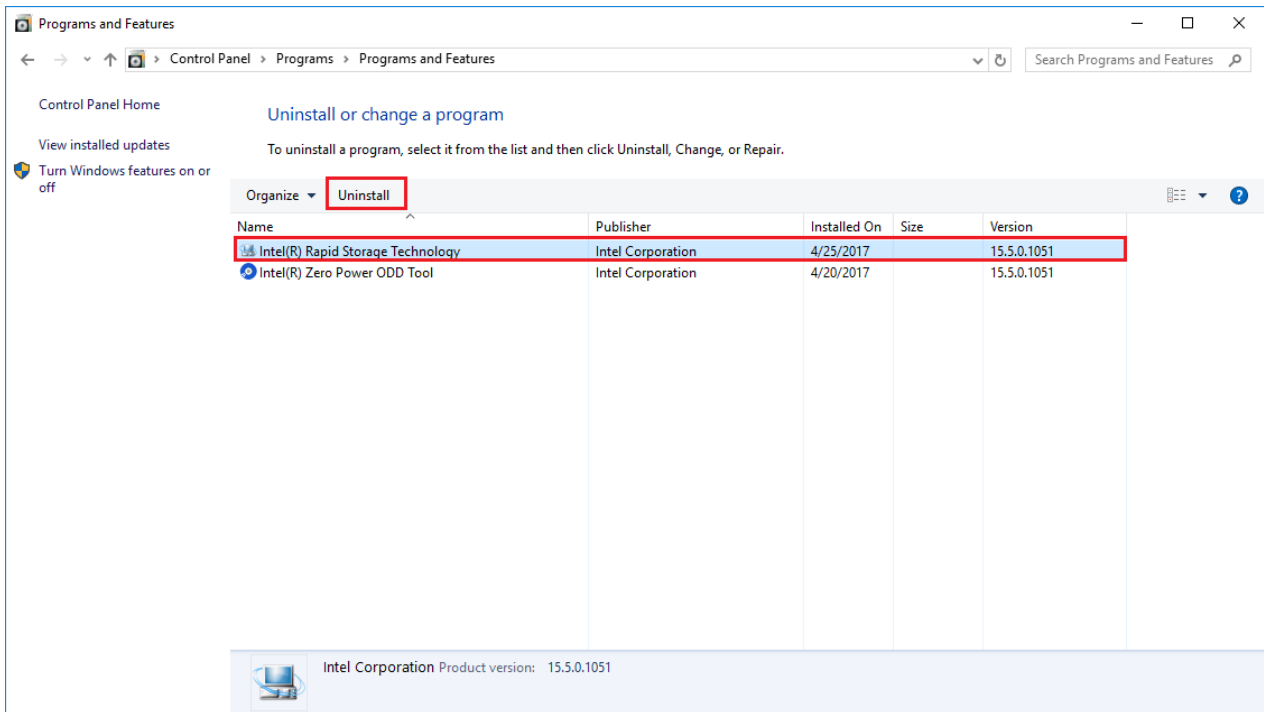 Programs and Features
Control Panel > Programs > Programs and Features
Search Programs and Features
Control Panel Home
View installed updates
Turn Windows features on or
off
Uninstall or change a program
To uninstall a program, select it from the list and then click Uninstall, Change, or Repair.
Organize Uninstall
Name Publisher Installed On Size Version
Intel(R) Rapid Storage Technology Intel Corporation 4/25/2017 15.5.0.1051
Intel(R) Zero Power ODD Tool Intel Corporation 4/20/2017 15.5.0.1051
Intel Corporation Product version: 15.5.0.1051